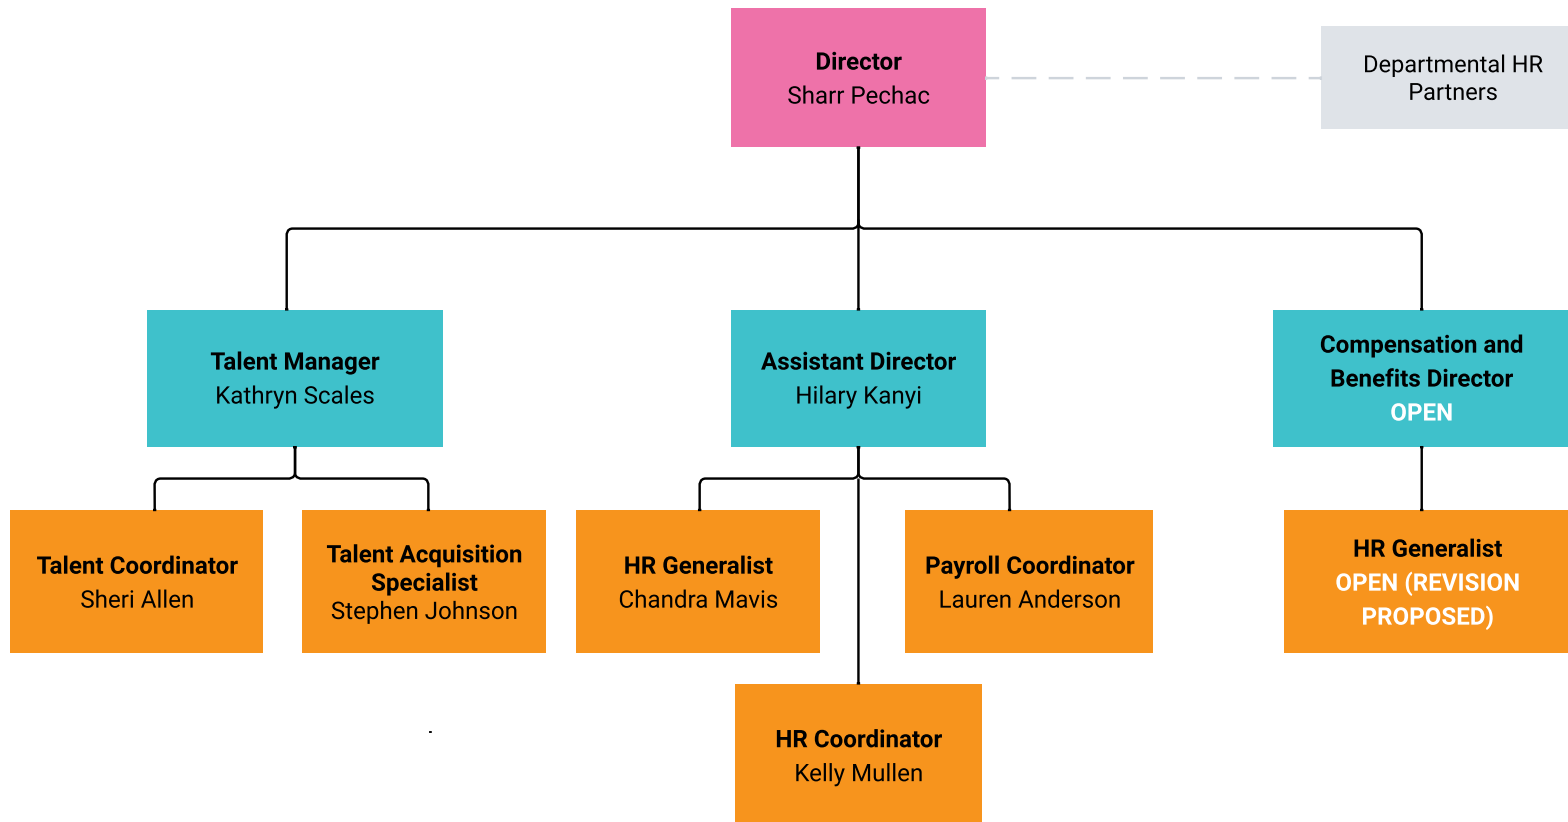 Director
Sharr Pechac
Departmental HR
Partners
Talent Manager
Kathryn Scales
Assistant Director
Hilary Kanyi
Compensation and
Benefits Director
OPEN
Talent Coordinator
Sheri Allen
Talent Acquisition
Specialist
Stephen Johnson
HR Generalist
Chandra Mavis
Payroll Coordinator
Lauren Anderson
HR Generalist
OPEN (REVISION
PROPOSED)
HR Coordinator
Kelly Mullen